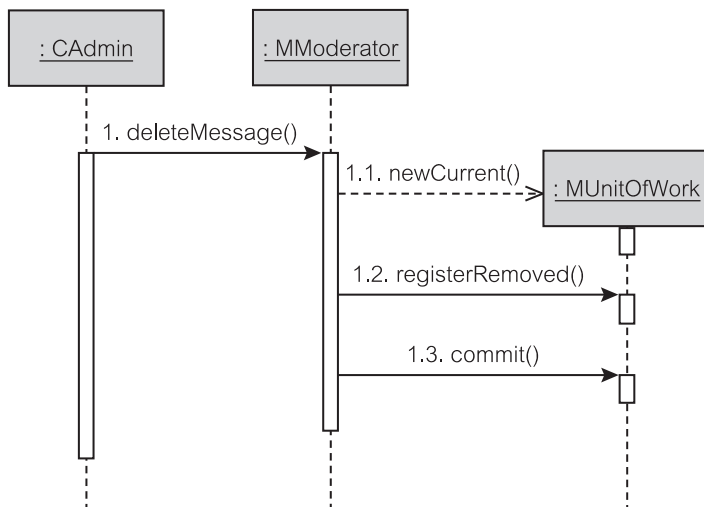 : CAdmin
: MModerator
1. deleteMessage()
1.1. newCurrent()
: MUnitOfWork
1.2. registerRemoved()
1.3. commit()